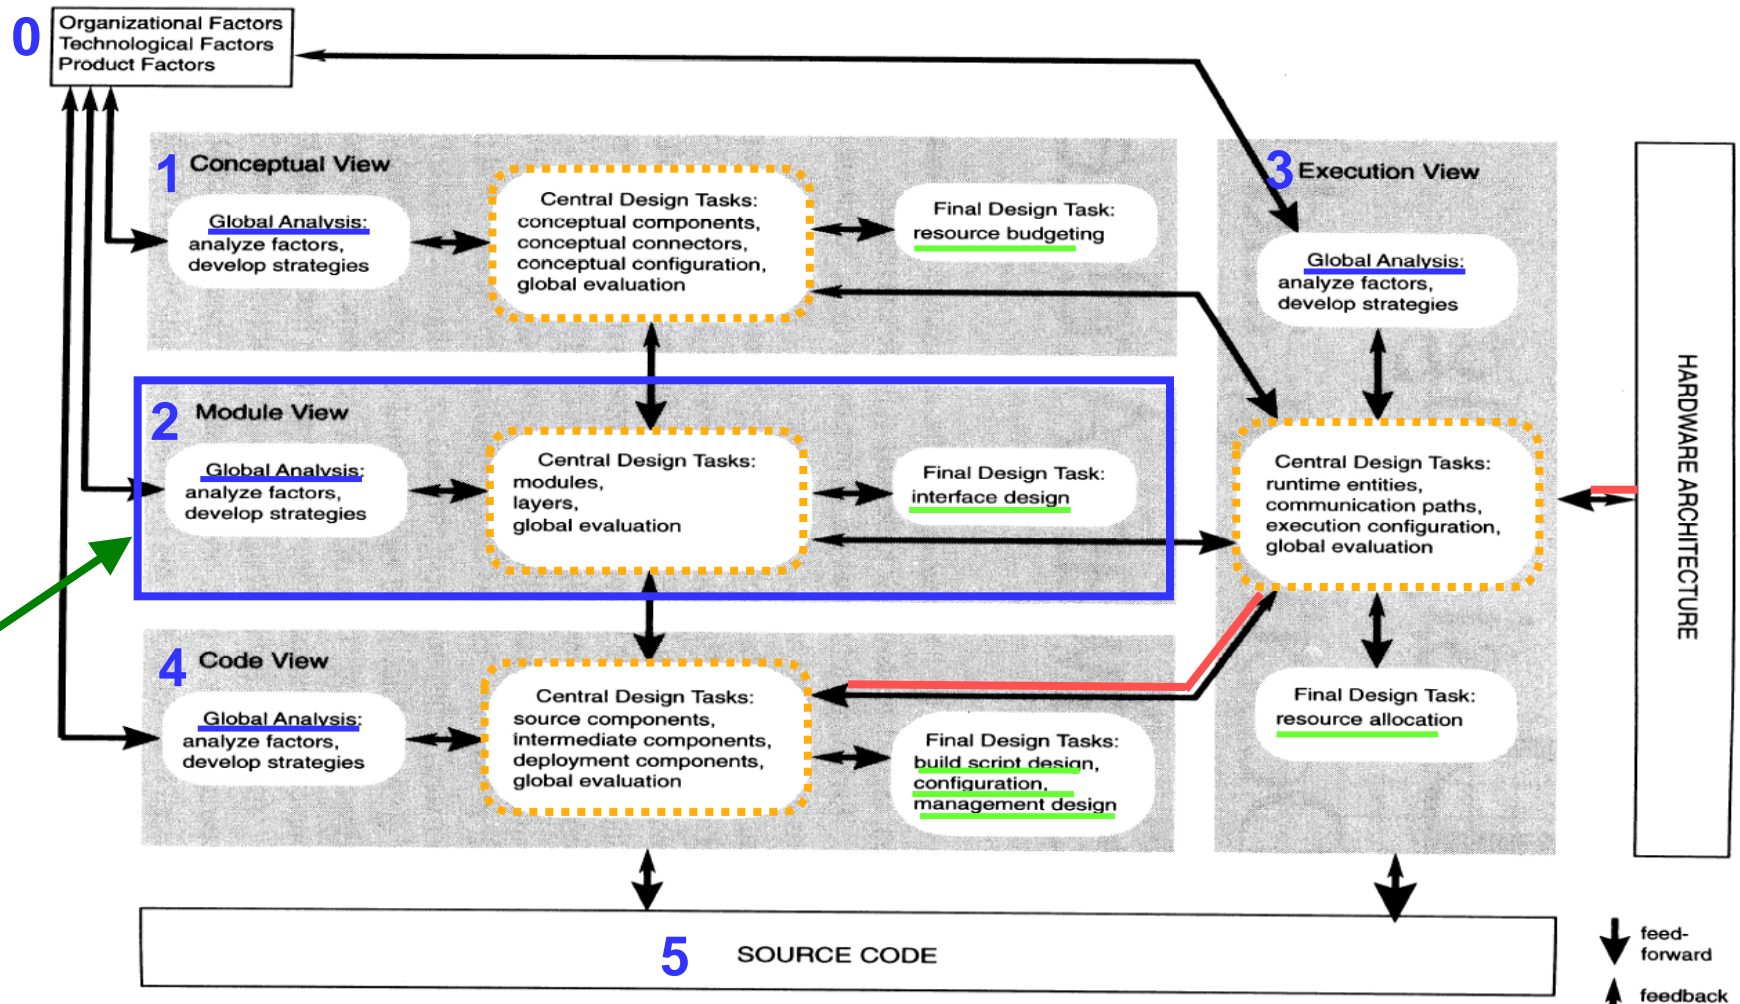 0
Organizational Factors
Technological Factors
Product Factors
1 Conceptual View
Global Analysis:
analyze factors,
develop strategies
Central Design Tasks:
conceptual components,
conceptual connectors,
conceptual configuration,
global evaluation
Final Design Task:
resource budgeting
2 Module View
Global Analysis:
analyze factors,
develop strategies
Central Design Tasks:
modules,
layers,
global evaluation
Final Design Task:
interface design
3 Execution View
Global Analysis:
analyze factors,
develop strategies
Central Design Tasks:
runtime entities,
communication paths,
execution configuration,
global evaluation
Final Design Task:
resource allocation
4 Code View
Global Analysis:
analyze factors,
develop strategies
Central Design Tasks:
source components,
intermediate components,
deployment components,
global evaluation
Final Design Tasks:
build script design,
configuration,
management design
HARDWARE ARCHITECTURE
5 SOURCE CODE
feed-
forward
feedback